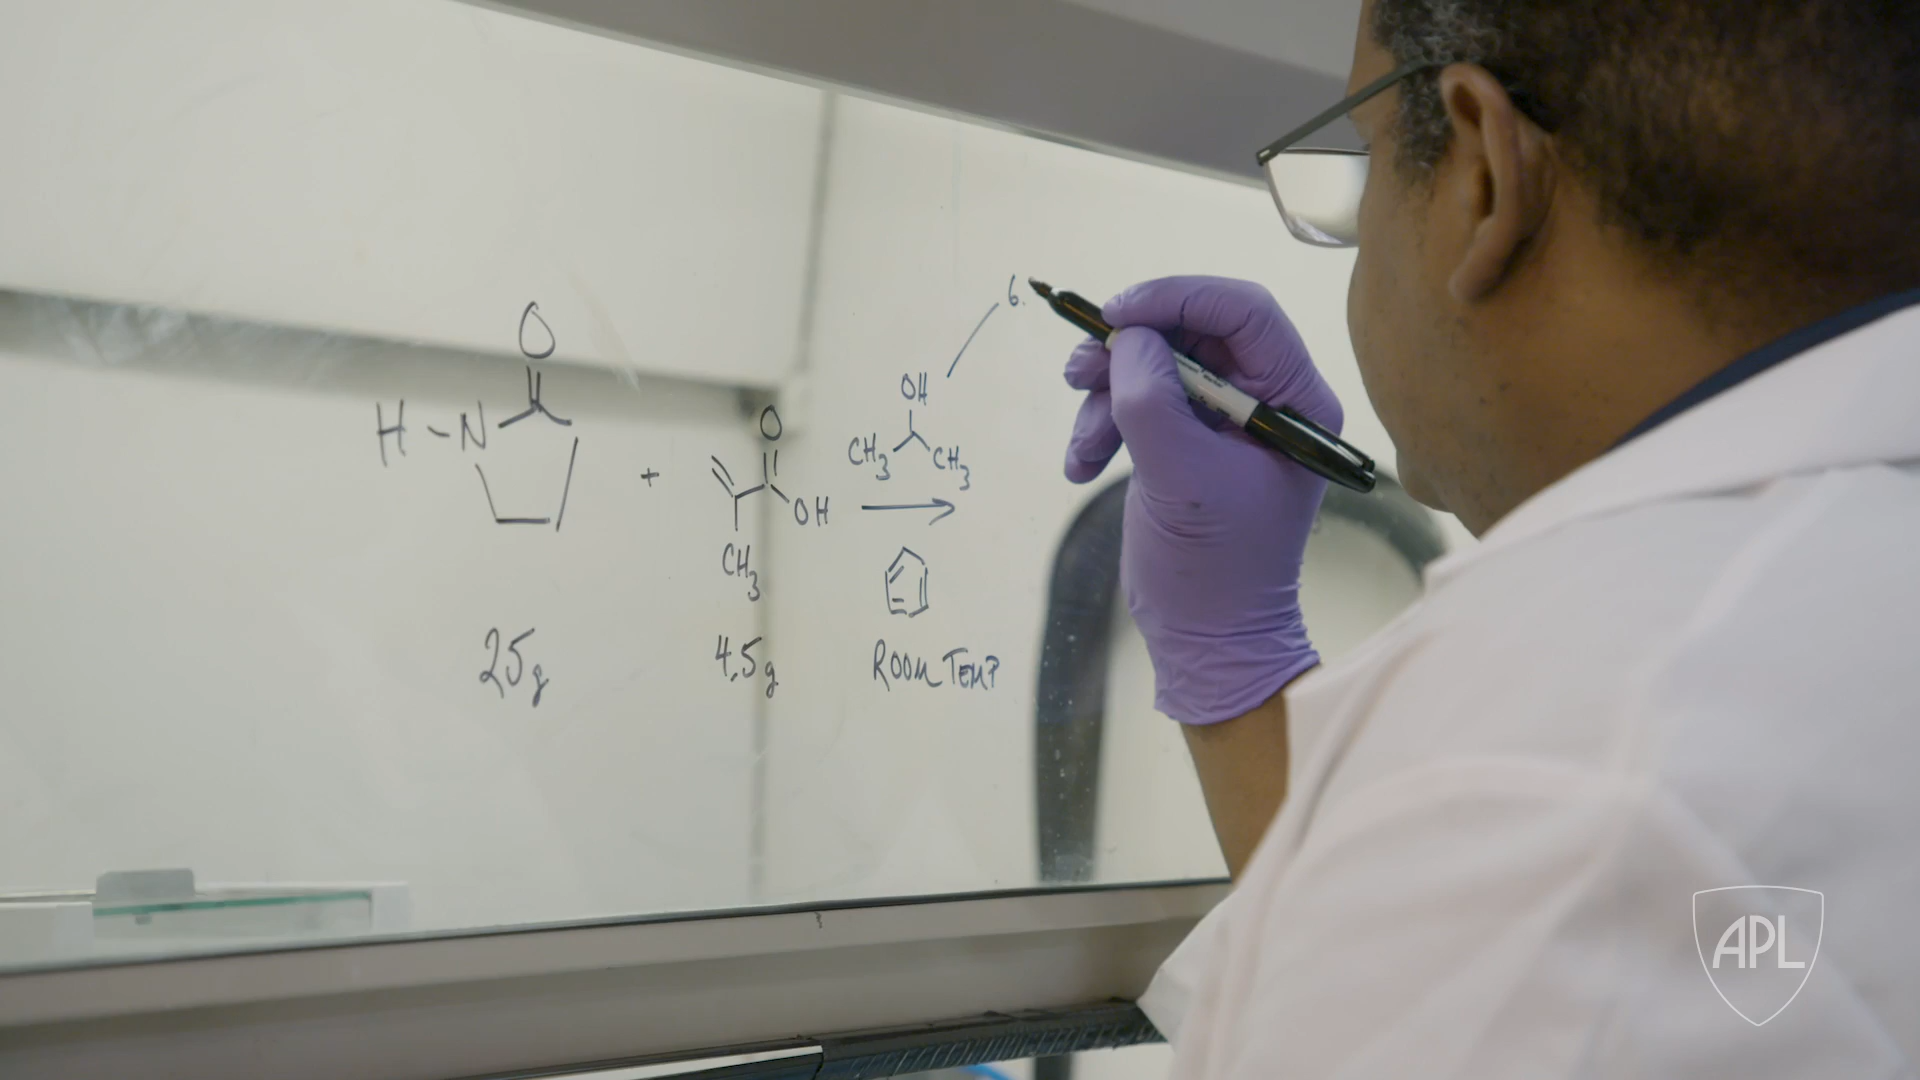 O
H-N
+
O
OH
CH3
OH
CH3 CH3
6.
25g
4.5g
ROOM TEMP
APL